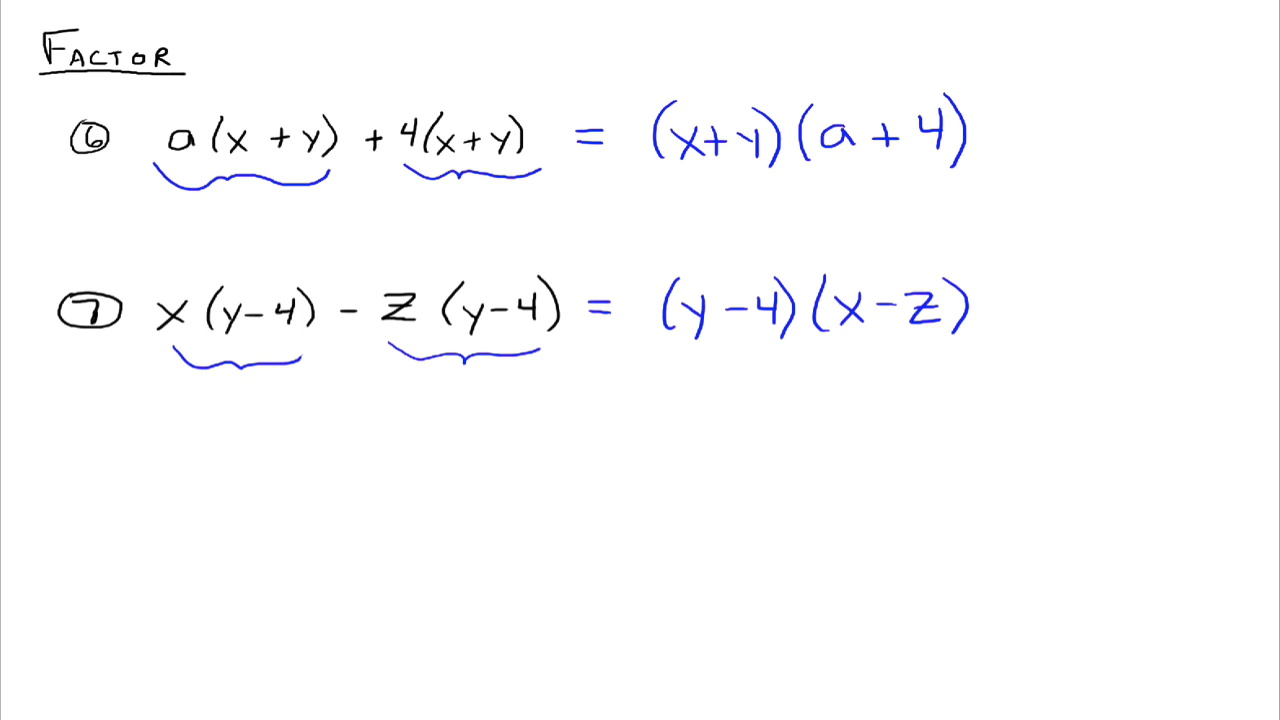 FACTOR
⑥ a(x + y) + 4(x+y) = (x+y)(a + 4)
⑦ x(y-4) - z(y-4) = (y-4)(x-z)